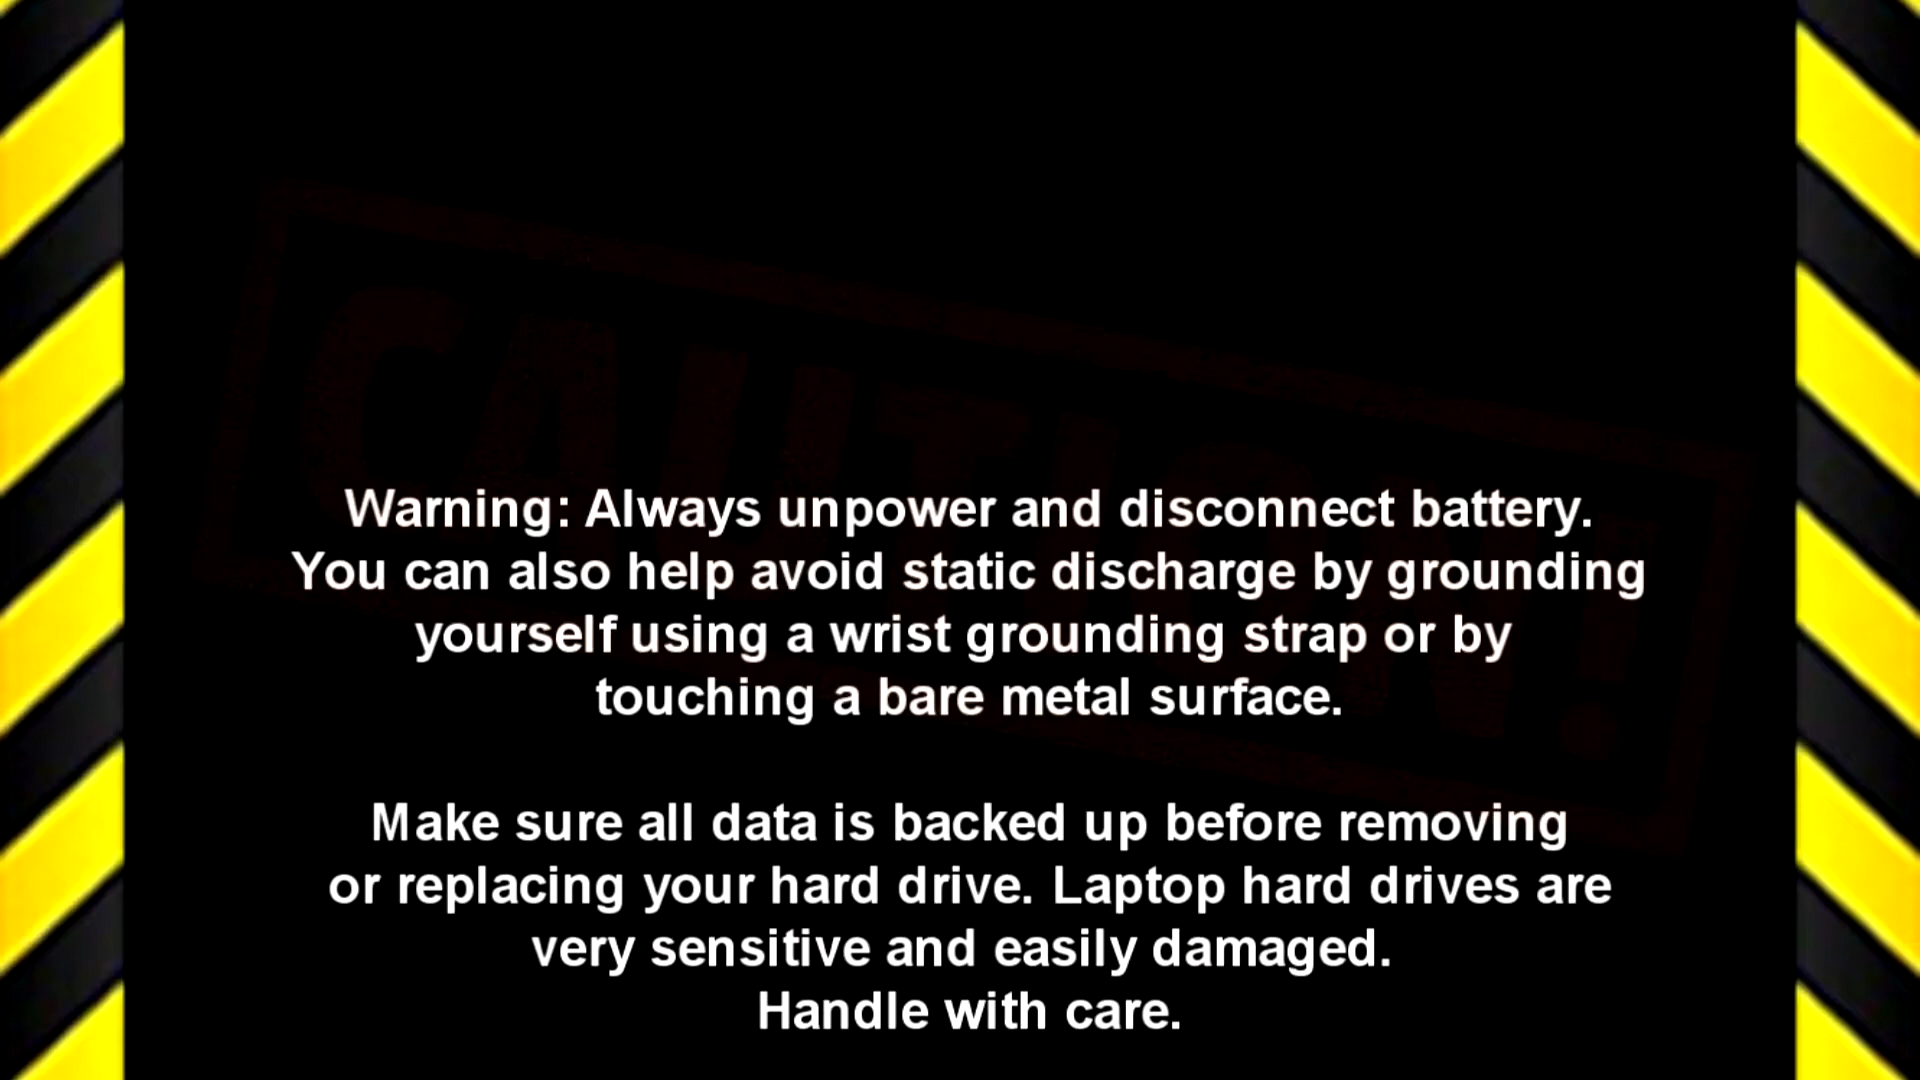 CAUTION!
Warning: Always unpower and disconnect battery.
You can also help avoid static discharge by grounding
yourself using a wrist grounding strap or by
touching a bare metal surface.
Make sure all data is backed up before removing
or replacing your hard drive. Laptop hard drives are
very sensitive and easily damaged.
Handle with care.